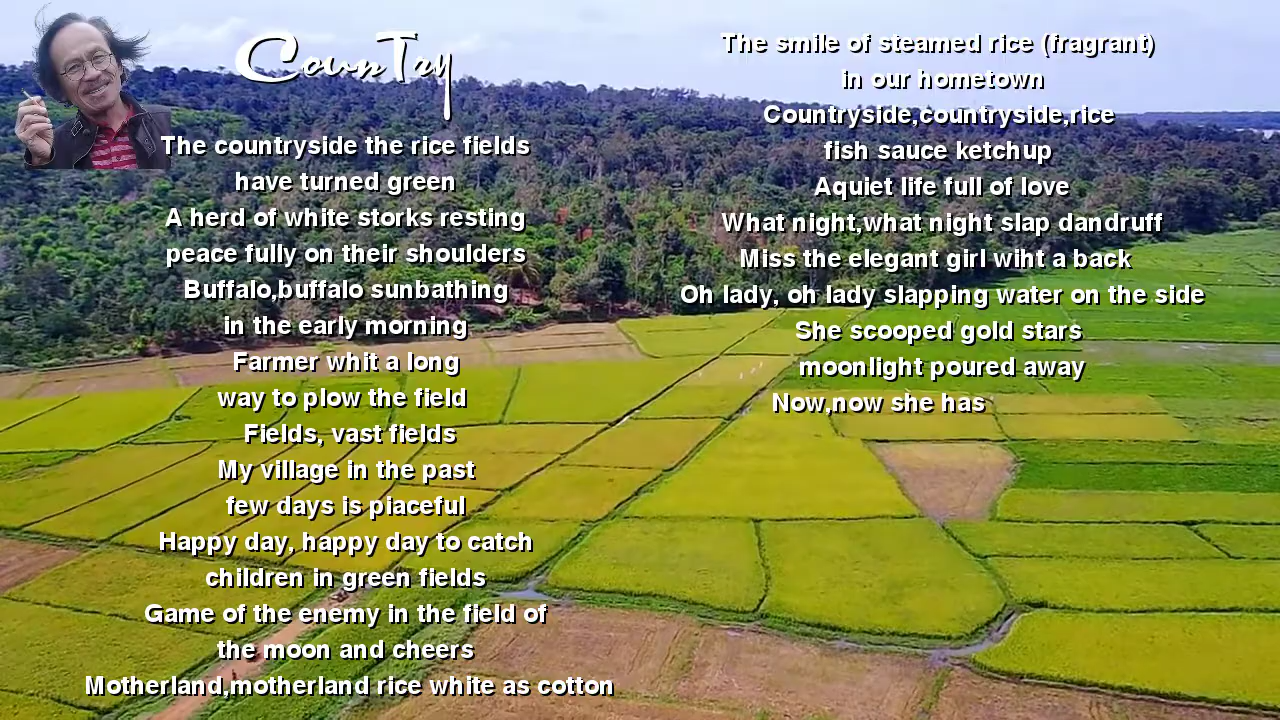 CounTry
The countryside the rice fields
have turned green
A herd of white storks resting
peace fully on their shoulders
Buffalo,buffalo sunbathing
in the early morning
Farmer whit a long
way to plow the field
Fields, vast fields
My village in the past
few days is piaceful
Happy day, happy day to catch
children in green fields
Game of the enemy in the field of
the moon and cheers
Motherland,motherland rice white as cotton
The smile of steamed rice (fragrant)
in our hometown
Countryside,countryside,rice
fish sauce ketchup
Aquiet life full of love
What night,what night slap dandruff
Miss the elegant girl wiht a back
Oh lady, oh lady slapping water on the side
She scooped gold stars
moonlight poured away
Now,now she has